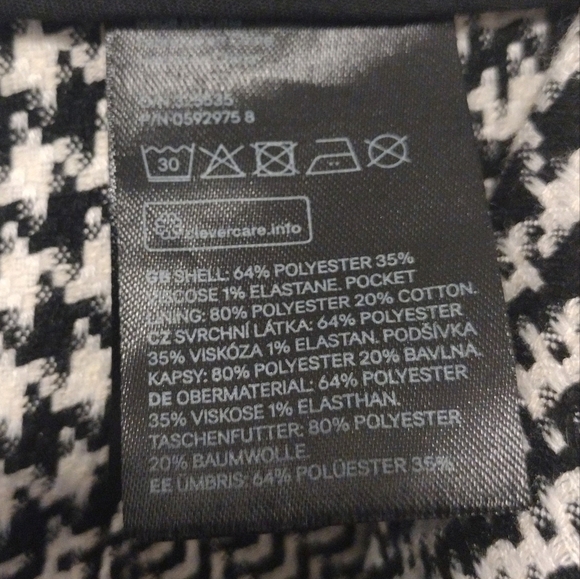 P/N 0592975 8
30
clevercare.info
GB SHELL: 64% POLYESTER 35%
VISCOSE 1% ELASTANE. POCKET
LINING: 80% POLYESTER 20% COTTON.
CZ SVRCHNÍ LÁTKA: 64% POLYESTER
35% VISKÓZA 1% ELASTAN. PODŠÍVKA
KAPSY: 80% POLYESTER 20% BAVLNA.
DE OBERMATERIAL: 64% POLYESTER
35% VISKOSE 1% ELASTHAN.
TASCHENFUTTER: 80% POLYESTER
20% BAUMWOLLE.
EE ÜMBRIS: 64% POLÜESTER 35%